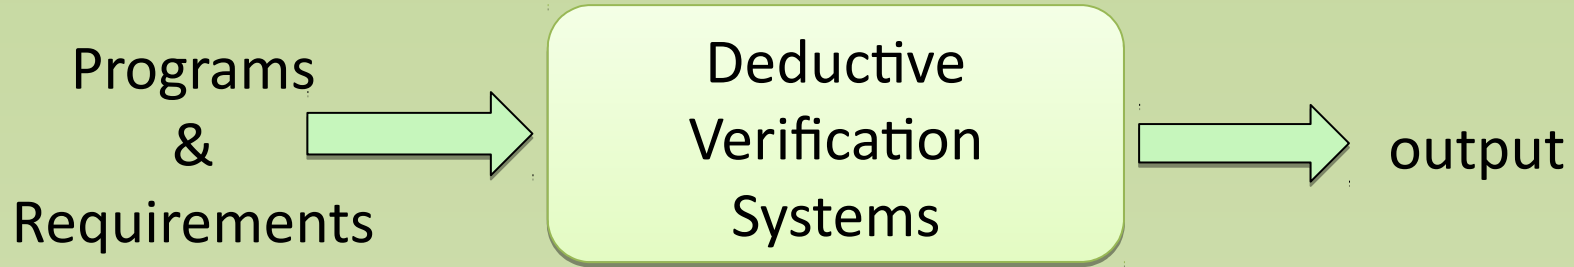 Programs
&
Requirements
Deductive
Verification
Systems
output